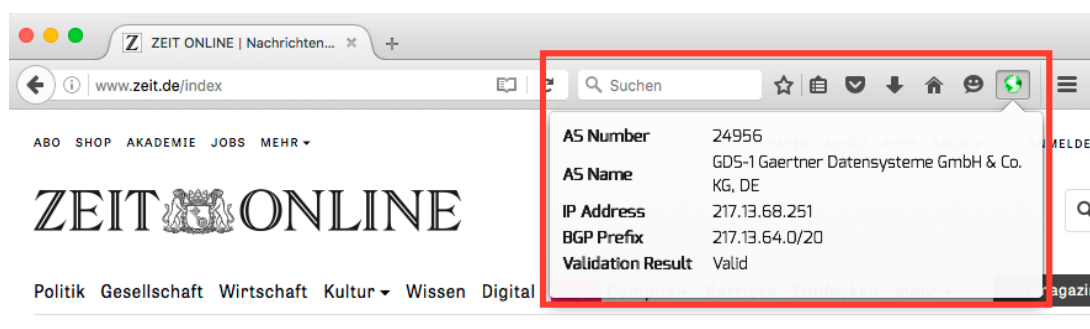 ZEIT ONLINE | Nachrichten... × +
www.zeit.de/index
Suchen
ABO SHOP AKADEMIE JOBS MEHR
ZEIT ONLINE
AS Number 24956
AS Name GD5-1 Gaertner Datensysteme GmbH & Co.
KG, DE
IP Address 217.13.68.251
BGP Prefix 217.13.64.0/20
Validation Result Valid
Politik Gesellschaft Wirtschaft Kultur Wissen Digital